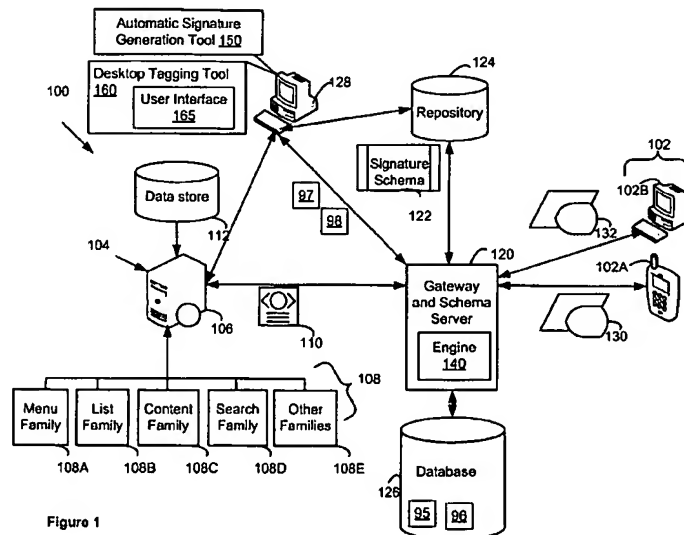 Automatic Signature
Generation Tool 150
Desktop Tagging Tool
160
User Interface
165
128
124
Repository
100
Signature
Schema
122
102
102B
Data store
112
97
98
132
104
120
102A
Gateway
and Schema
Server
106
110
130
Engine
140
108
Menu
Family
List
Family
Content
Family
Search
Family
Other
Families
108A
108B
108C
108D
108E
Database
126
95
96
Figure 1